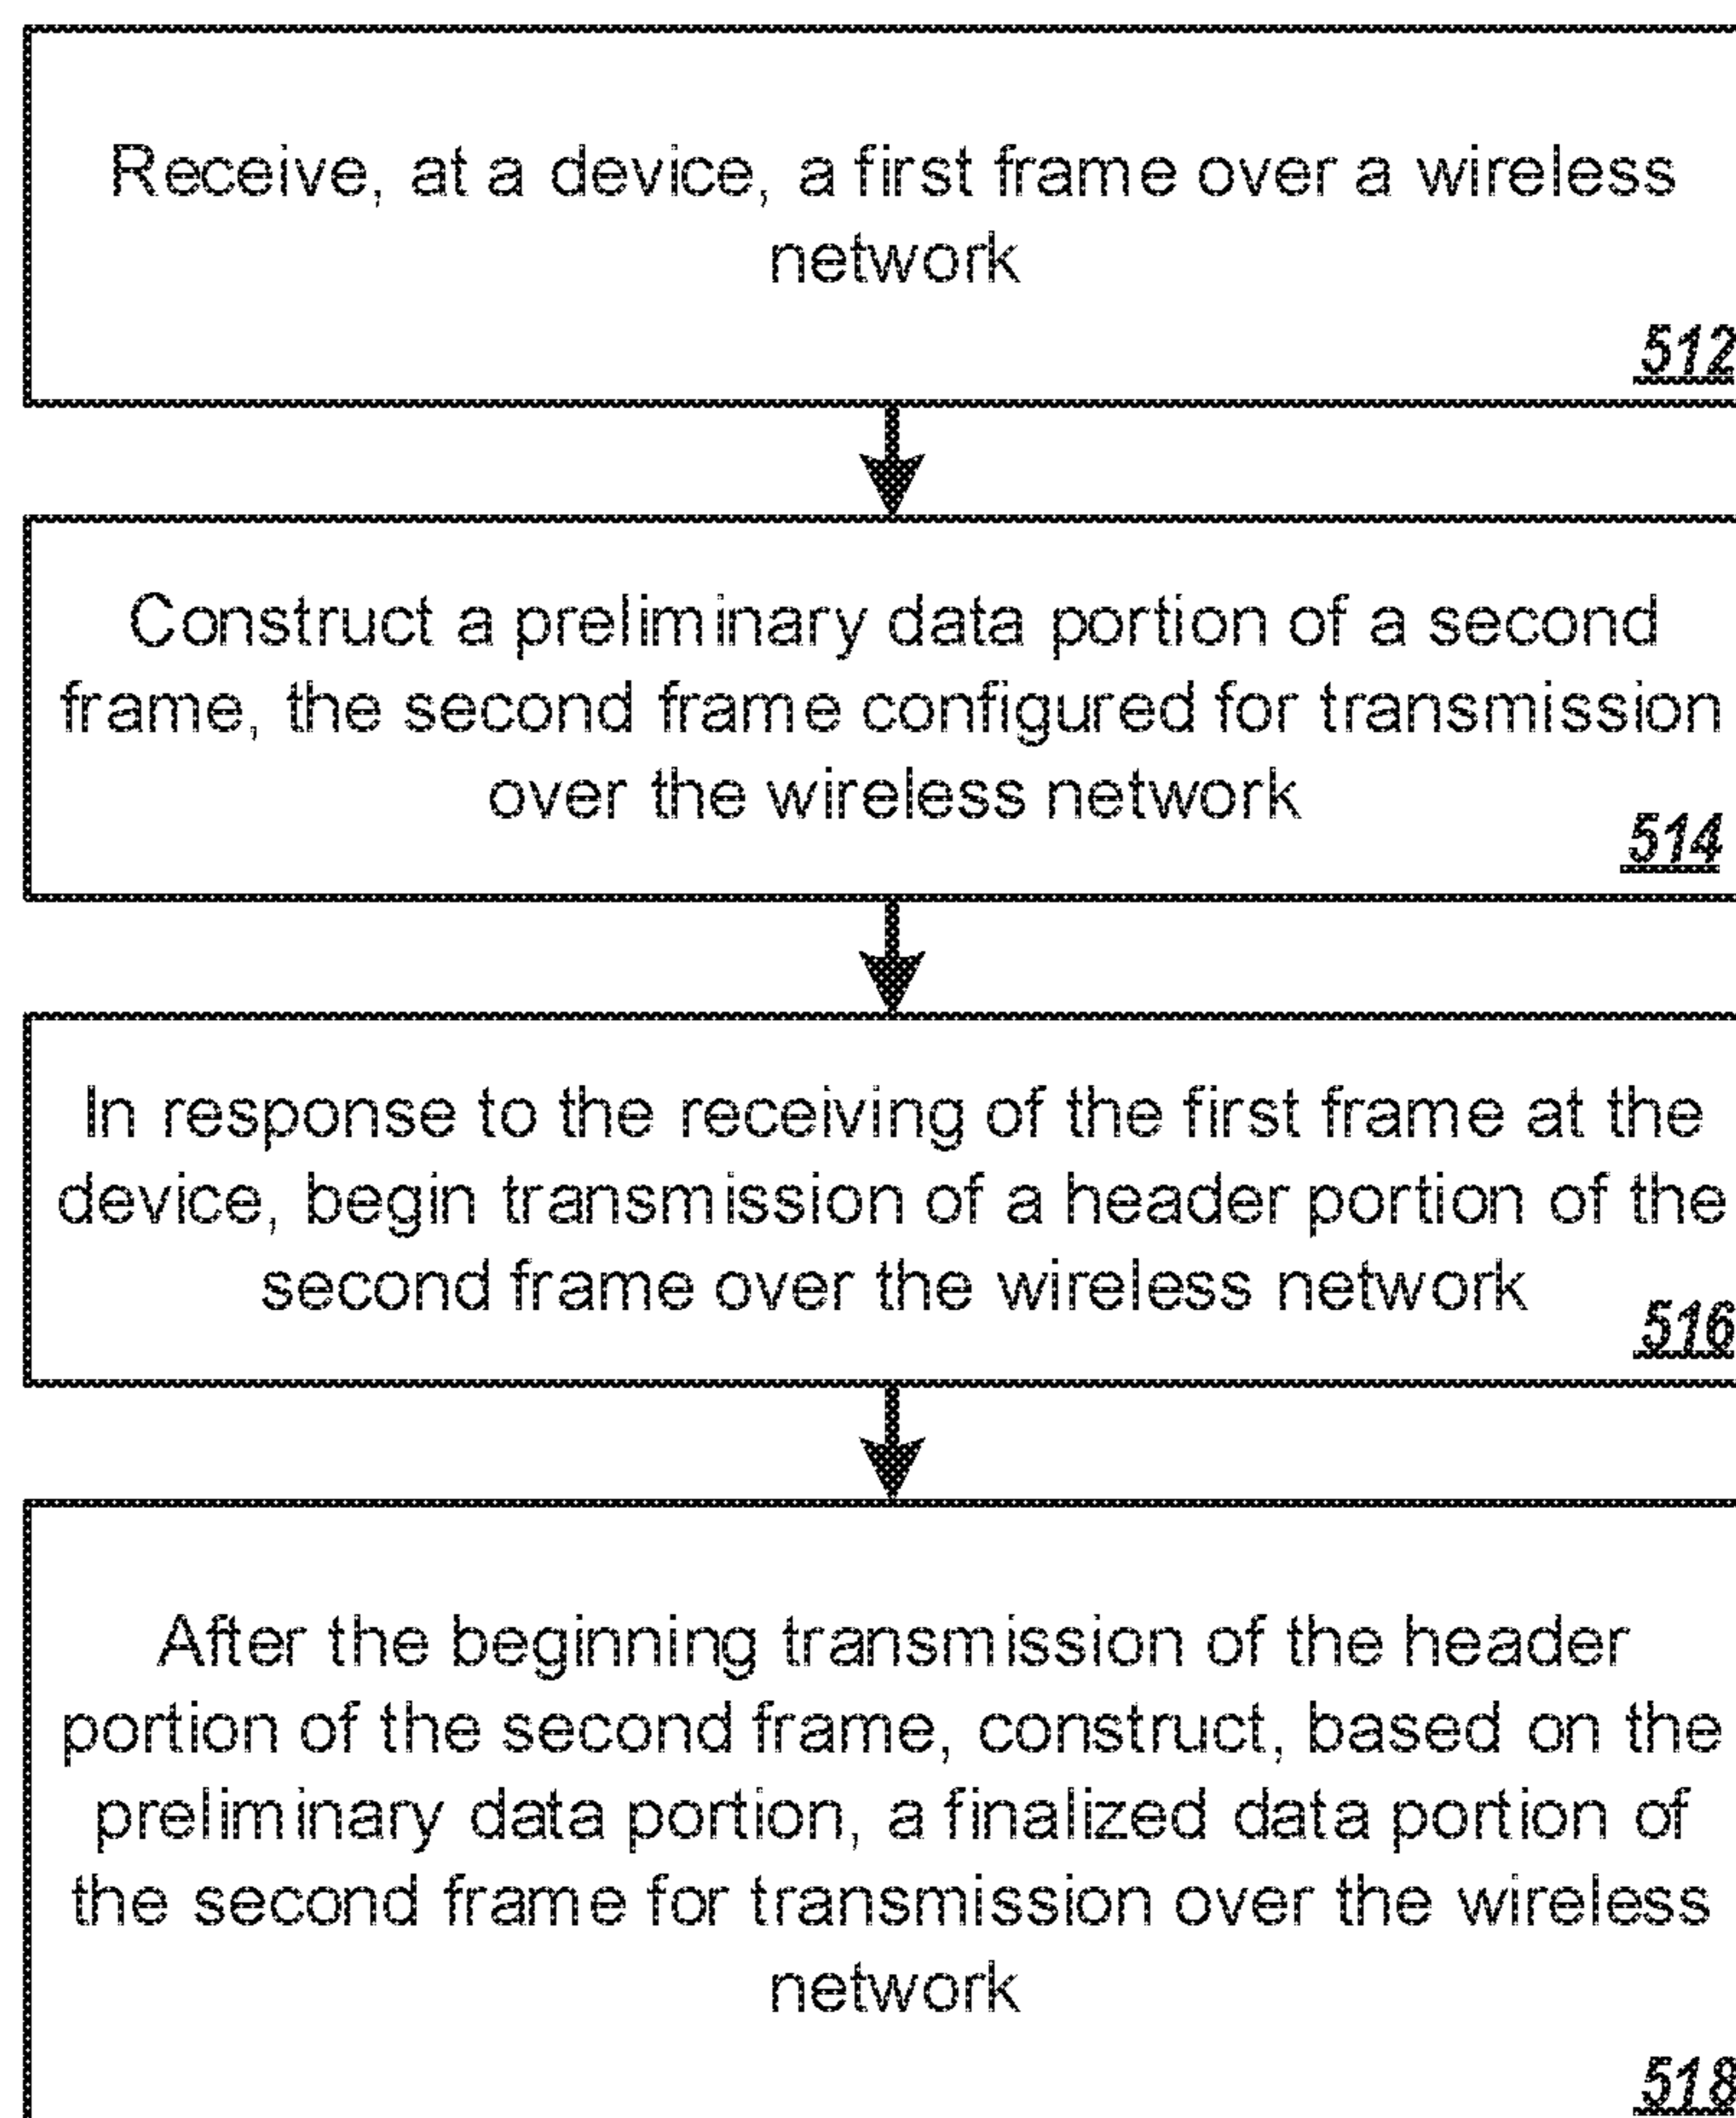 Receive, at a device, a first frame over a wireless
network
512
Construct a preliminary data portion of a second
frame, the second frame configured for transmission
over the wireless network
514
In response to the receiving of the first frame at the
device, begin transmission of a header portion of the
second frame over the wireless network
516
After the beginning transmission of the header
portion of the second frame, construct, based on the
preliminary data portion, a finalized data portion of
the second frame for transmission over the wireless
network
518